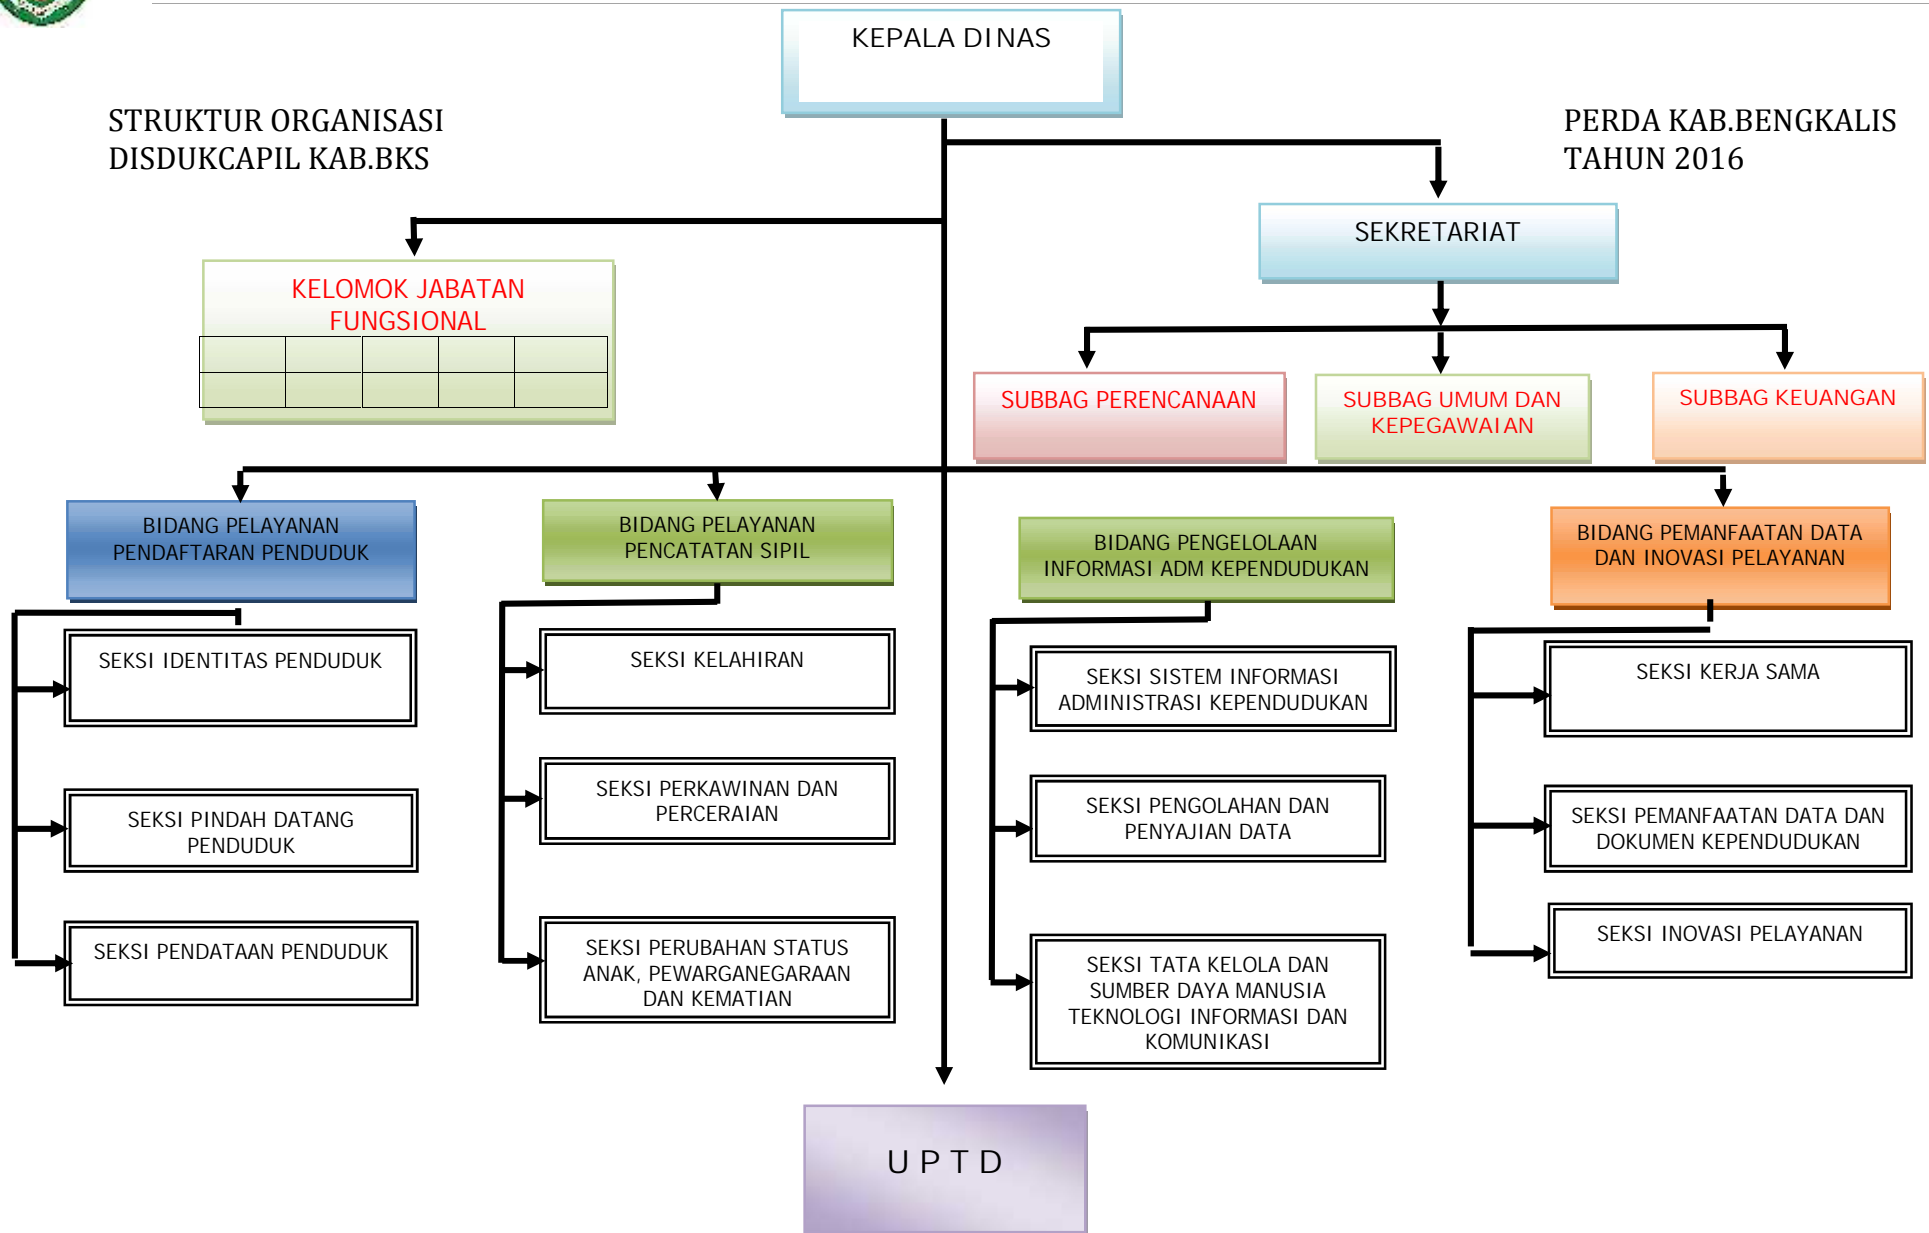 KEPALA DINAS
STRUKTUR ORGANISASI
DISDUKCAPIL KAB.BKS
PERDA KAB.BENGKALIS
TAHUN 2016
SEKRETARIAT
KELOMOK JABATAN
FUNGSIONAL
SUBBAG PERENCANAAN
SUBBAG UMUM DAN
KEPEGAWAIAN
SUBBAG KEUANGAN
BIDANG PELAYANAN
PENDAFTARAN PENDUDUK
BIDANG PELAYANAN
PENCATATAN SIPIL
BIDANG PENGELOLAAN
INFORMASI ADM KEPENDUDUKAN
BIDANG PEMANFAATAN DATA
DAN INOVASI PELAYANAN
SEKSI IDENTITAS PENDUDUK
SEKSI PINDAH DATANG
PENDUDUK
SEKSI PENDATAAN PENDUDUK
SEKSI KELAHIRAN
SEKSI PERKAWINAN DAN
PERCERAIAN
SEKSI PERUBAHAN STATUS
ANAK, PEWARGANEGARAAN
DAN KEMATIAN
SEKSI SISTEM INFORMASI
ADMINISTRASI KEPENDUDUKAN
SEKSI PENGOLAHAN DAN
PENYAJIAN DATA
SEKSI TATA KELOLA DAN
SUMBER DAYA MANUSIA
TEKNOLOGI INFORMASI DAN
KOMUNIKASI
SEKSI KERJA SAMA
SEKSI PEMANFAATAN DATA DAN
DOKUMEN KEPENDUDUKAN
SEKSI INOVASI PELAYANAN
U P T D